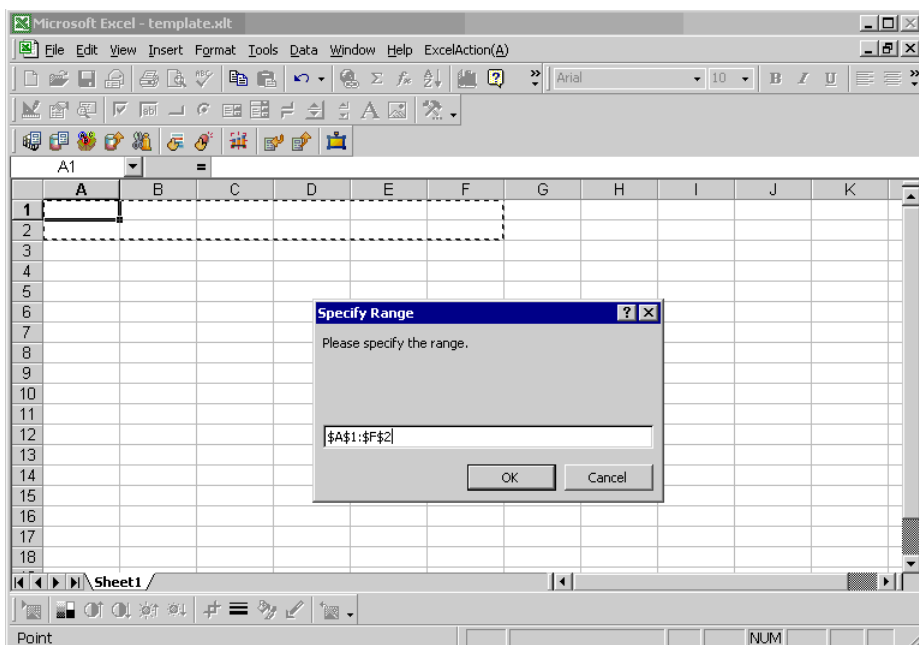 Microsoft Excel - template.xlt
File Edit View Insert Format Tools Data Window Help ExcelAction(A)
Arial 10 B I U
A1 =
A B C D E F G H I J K
1
2
3
4
5
6
7
8
9
10
11
12
13
14
15
16
17
18
Specify Range
Please specify the range.
$A$1:$F$2
OK Cancel
Sheet1
Point NUM